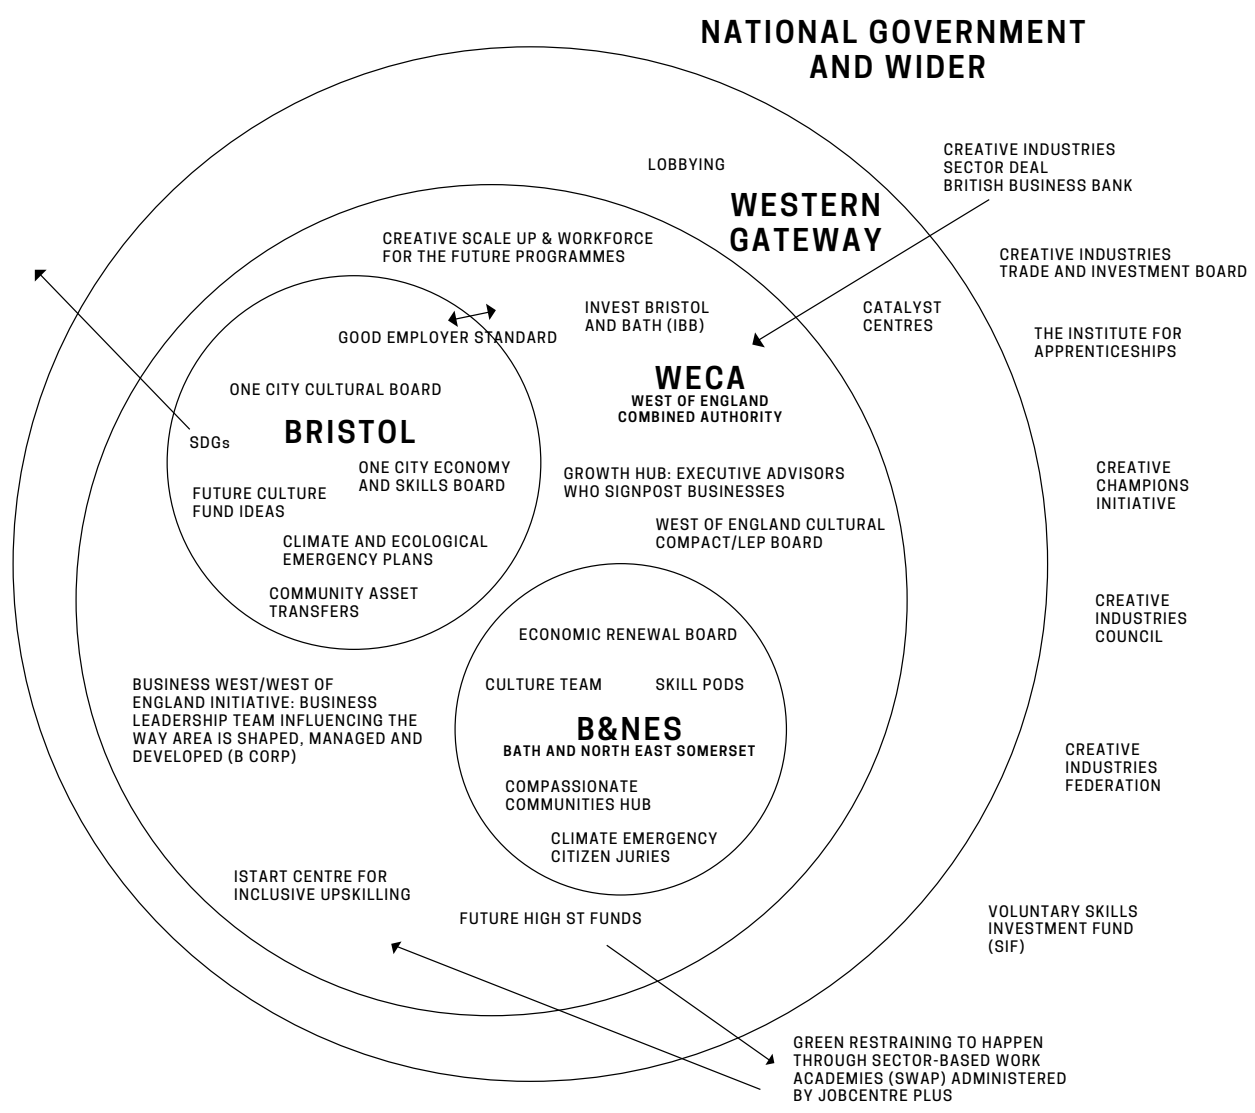 NATIONAL GOVERNMENT
AND WIDER
LOBBYING
CREATIVE INDUSTRIES
SECTOR DEAL
BRITISH BUSINESS BANK
WESTERN
GATEWAY
CREATIVE SCALE UP & WORKFORCE
FOR THE FUTURE PROGRAMMES
CREATIVE INDUSTRIES
TRADE AND INVESTMENT BOARD
INVEST BRISTOL
AND BATH (IBB)
CATALYST
CENTRES
GOOD EMPLOYER STANDARD
THE INSTITUTE FOR
APPRENTICESHIPS
ONE CITY CULTURAL BOARD
WECA
WEST OF ENGLAND
COMBINED AUTHORITY
BRISTOL
SDGs
ONE CITY ECONOMY
AND SKILLS BOARD
GROWTH HUB: EXECUTIVE ADVISORS
WHO SIGNPOST BUSINESSES
CREATIVE
CHAMPIONS
INITIATIVE
FUTURE CULTURE
FUND IDEAS
WEST OF ENGLAND CULTURAL
COMPACT/LEP BOARD
CLIMATE AND ECOLOGICAL
EMERGENCY PLANS
COMMUNITY ASSET
TRANSFERS
CREATIVE
INDUSTRIES
COUNCIL
ECONOMIC RENEWAL BOARD
BUSINESS WEST/WEST OF
ENGLAND INITIATIVE: BUSINESS
LEADERSHIP TEAM INFLUENCING THE
WAY AREA IS SHAPED, MANAGED AND
DEVELOPED (B CORP)
CULTURE TEAM
SKILL PODS
B&NES
BATH AND NORTH EAST SOMERSET
CREATIVE
INDUSTRIES
FEDERATION
COMPASSIONATE
COMMUNITIES HUB
CLIMATE EMERGENCY
CITIZEN JURIES
ISTART CENTRE FOR
INCLUSIVE UPSKILLING
FUTURE HIGH ST FUNDS
VOLUNTARY SKILLS
INVESTMENT FUND
(SIF)
GREEN RESTRAINING TO HAPPEN
THROUGH SECTOR-BASED WORK
ACADEMIES (SWAP) ADMINISTERED
BY JOBCENTRE PLUS